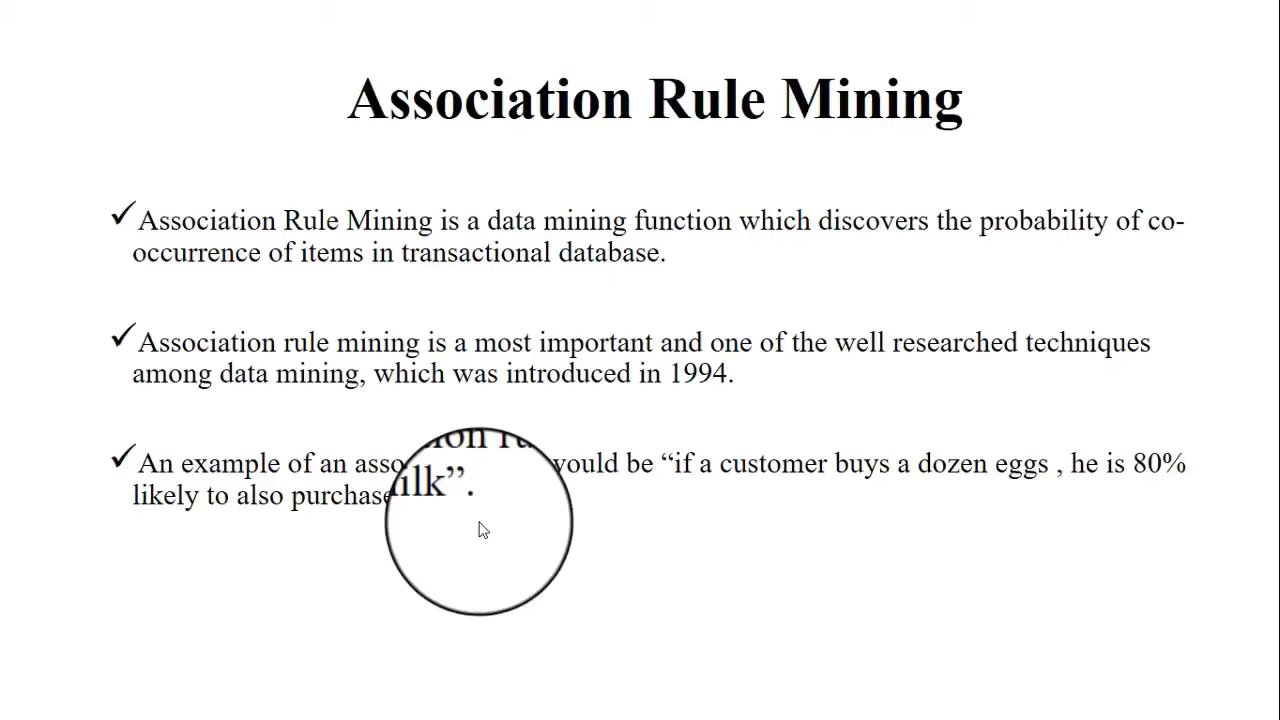 Association Rule Mining
✓Association Rule Mining is a data mining function which discovers the probability of co-
occurrence of items in transactional database.
✓Association rule mining is a most important and one of the well researched techniques
among data mining, which was introduced in 1994.
✓An example of an would be “if a customer buys a dozen eggs , he is 80%
likely to also purchase ilk”.